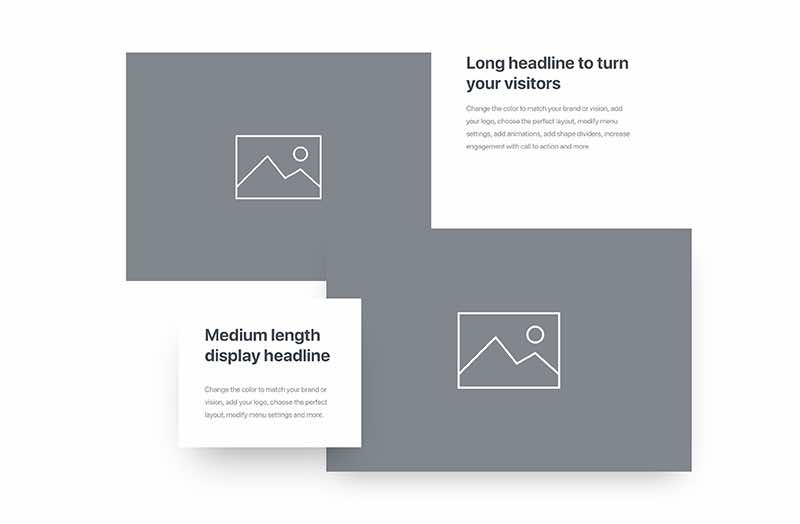 Long headline to turn
your visitors
Change the color to match your brand or vision, add
your logo, choose the perfect layout, modify menu
settings, add animations, add shape dividers, increase
engagement with call to action and more.
Medium length
display headline
Change the color to match your brand or
vision, add your logo, choose the perfect
layout, modify menu settings and more.